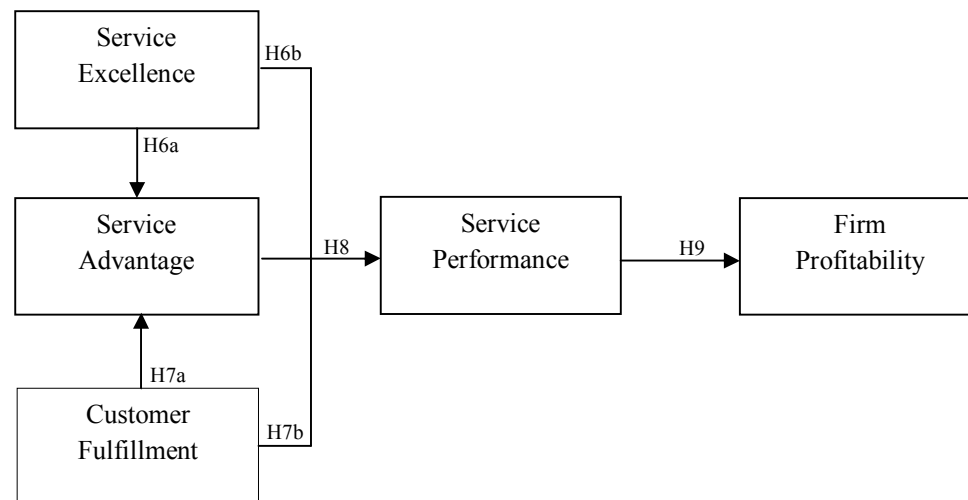 Service
Excellence
H6b
H6a
Service
Advantage
H8
Service
Performance
H9
Firm
Profitability
H7a
Customer
Fulfillment
H7b